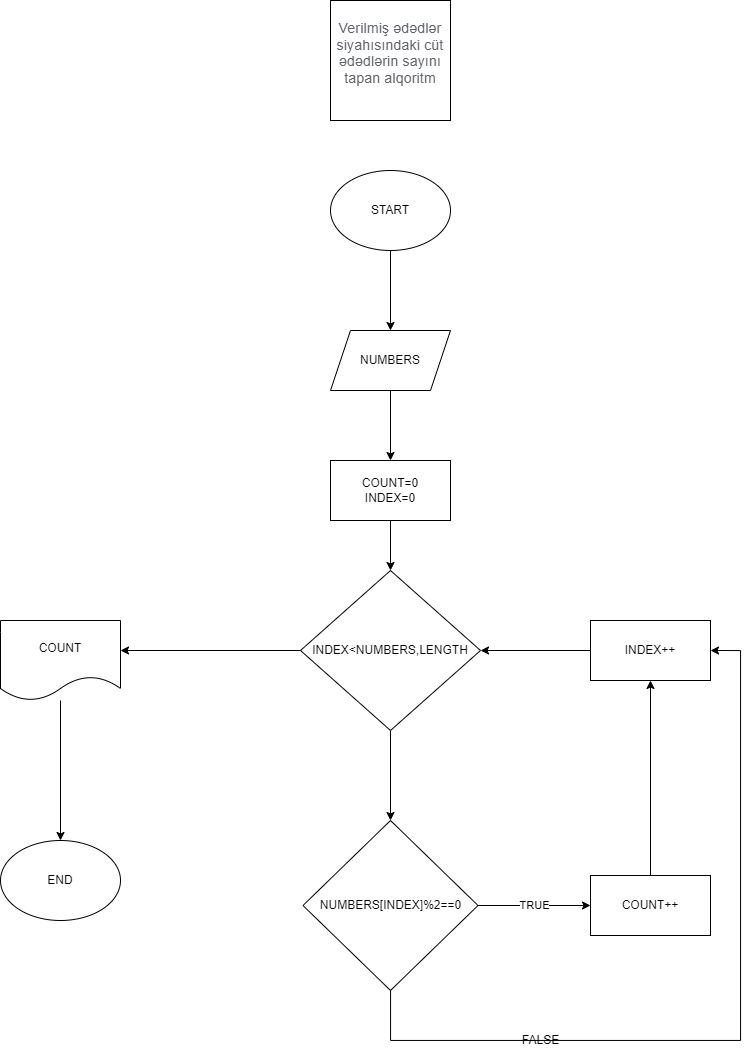 Verilmiş ədədlər
siyahısındaki cüt
ədədlərin sayını
tapan alqoritm
START
NUMBERS
COUNT=0
INDEX=0
COUNT
INDEX<NUMBERS,LENGTH
INDEX++
END
NUMBERS[INDEX]%2==0
TRUE
COUNT++
FALSE